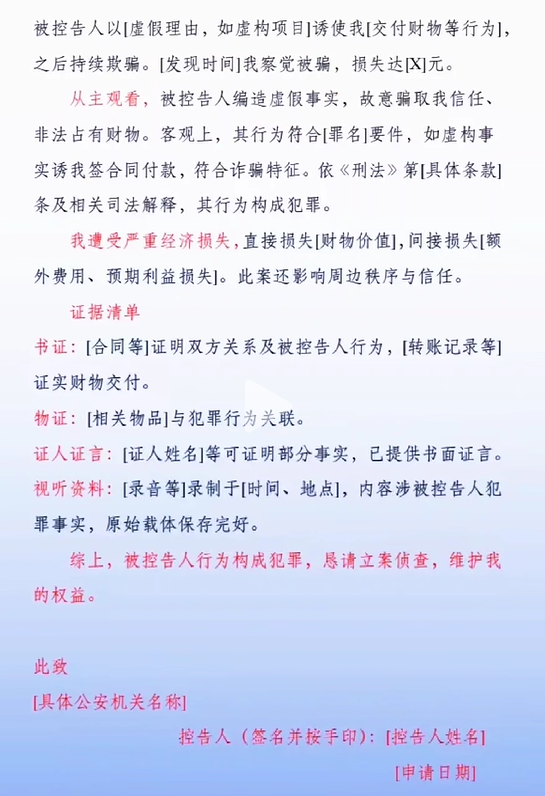 被控告人以[虚假理由，如虚构项目]诱使我[交付财物等行为]，
之后持续欺骗。[发现时间]我察觉被骗，损失达[X]元。
从主观看，被控告人编造虚假事实，故意骗取我信任、
非法占有财物。客观上，其行为符合[罪名]要件，如虚构事
实诱我签合同付款，符合诈骗特征。依《刑法》第[具体条款]
条及相关司法解释，其行为构成犯罪。
我遭受严重经济损失，直接损失[财物价值]，间接损失[额
外费用、预期利益损失]。此案还影响周边秩序与信任。
证据清单
书证：[合同等]证明双方关系及被控告人行为，[转账记录等]
证实财物交付。
物证：[相关物品]与犯罪行为关联。
证人证言：[证人姓名]等可证明部分事实，已提供书面证言。
视听资料：[录音等]录制于[时间、地点]，内容涉被控告人犯
罪事实，原始载体保存完好。
综上，被控告人行为构成犯罪，恳请立案侦查，维护我
的权益。
此致
[具体公安机关名称]
控告人（签名并按手印）：[控告人姓名]
[申请日期]